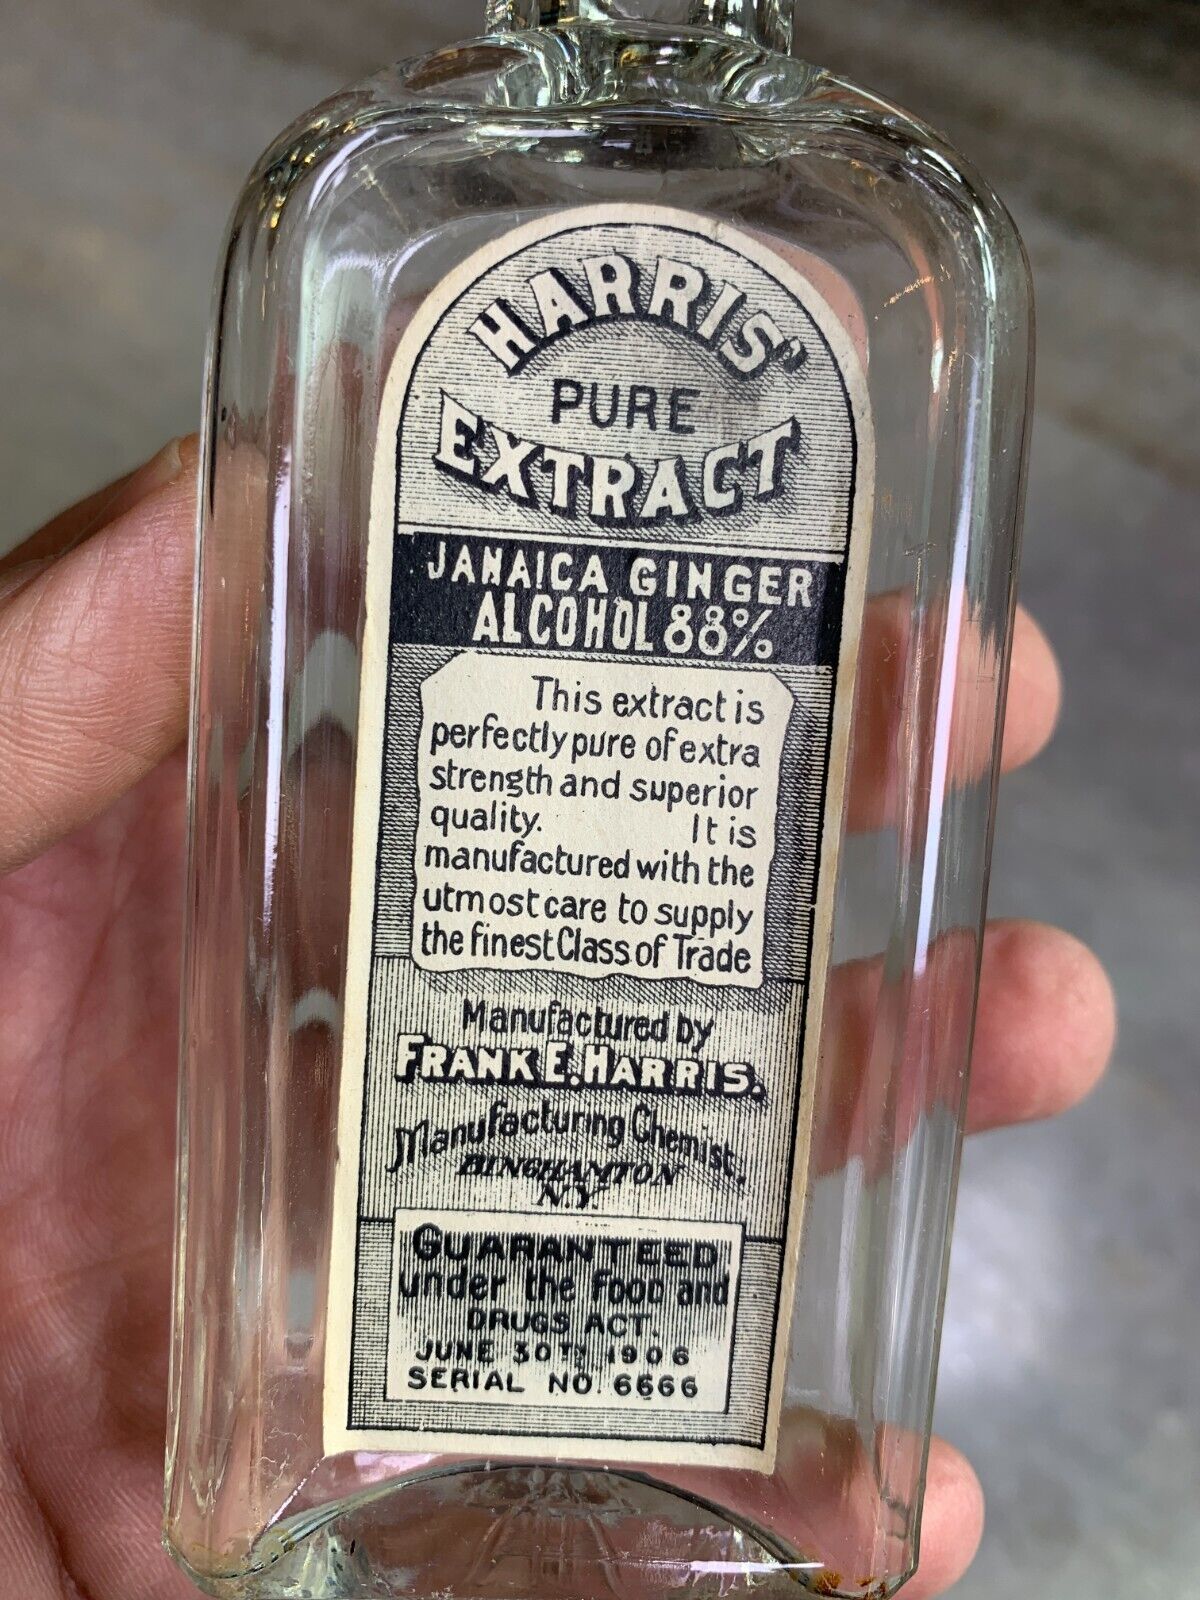 HARRIS'
PURE
EXTRACT
JAMAICA GINGER
ALCOHOL 88%
This extract is
perfectly pure of extra
strength and superior
quality. It is
manufactured with the
utmost care to supply
the finest Class of Trade
Manufactured by
FRANK E. HARRIS.
Manufacturing Chemist,
BINGHAMTON
N.Y.
GUARANTEED
under the Food and
DRUGS ACT.
JUNE 30TH 1906
SERIAL NO. 6666